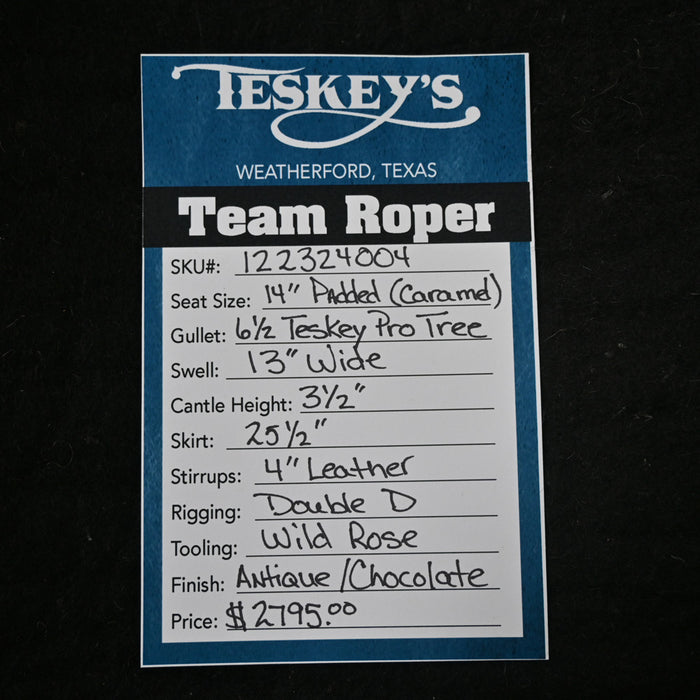 TESKEY'S
WEATHERFORD, TEXAS
Team Roper
SKU#: 122324004
Seat Size: 14" Padded (Caramel)
Gullet: 6½ Teskey Pro Tree
Swell: 13" Wide
Cantle Height: 3½"
Skirt: 25½"
Stirrups: 4" Leather
Rigging: Double D
Tooling: Wild Rose
Finish: Antique/Chocolate
Price: $2795.00